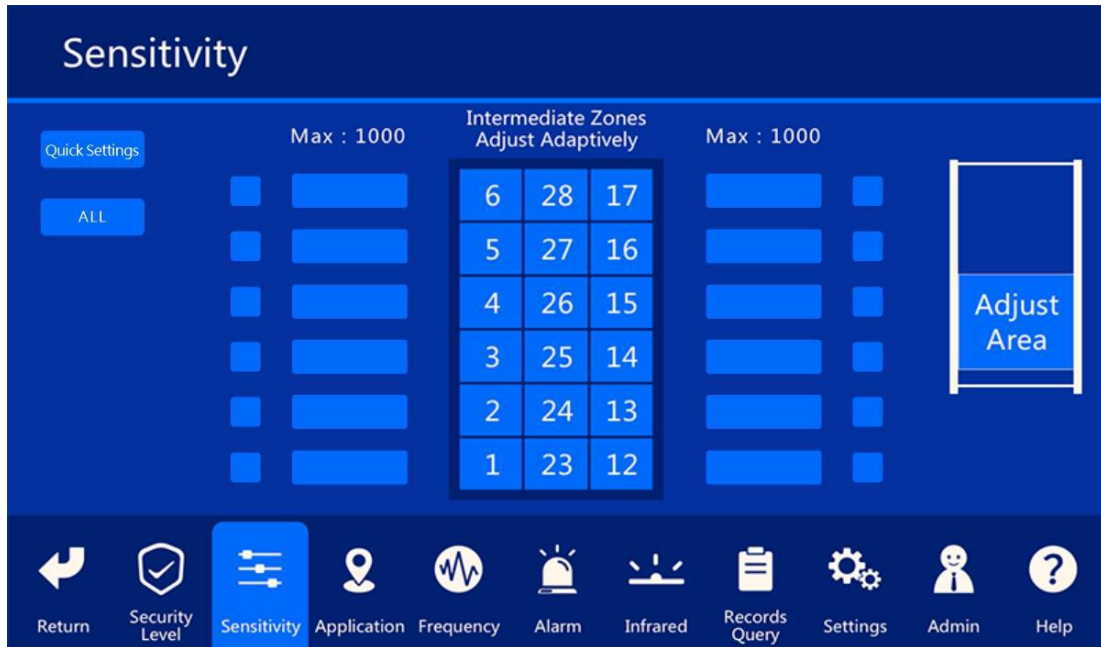 Sensitivity
Quick Settings
ALL
Max : 1000
Intermediate Zones
Adjust Adaptively
Max : 1000
6 28 17
5 27 16
4 26 15
3 25 14
2 24 13
1 23 12
Adjust
Area
Return
Security
Level
Sensitivity
Application
Frequency
Alarm
Infrared
Records
Query
Settings
Admin
?
Help